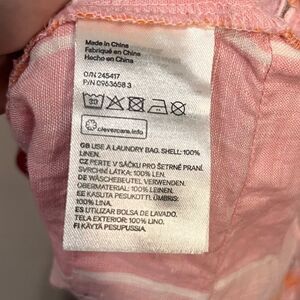 Made in China
Fabriqué en Chine
Hecho en China
O/N 245417
P/N 0963658 3
30
clevercare.info
GB USE A LAUNDRY BAG. SHELL: 100%
LINEN.
CZ PERTE V SÁČKU PRO ŠETRNÉ PRANÍ.
SVRCHNÍ LÁTKA: 100% LEN.
DE WÄSCHEBEUTEL VERWENDEN.
OBERMATERIAL: 100% LEINEN.
EE KASUTA PESUKOTTI. ÜMBRIS:
100% LINA.
ES UTILIZAR BOLSA DE LAVADO.
TELA EXTERIOR: 100% LINO.
FI KÄYTÄ PESUPUSSIA.